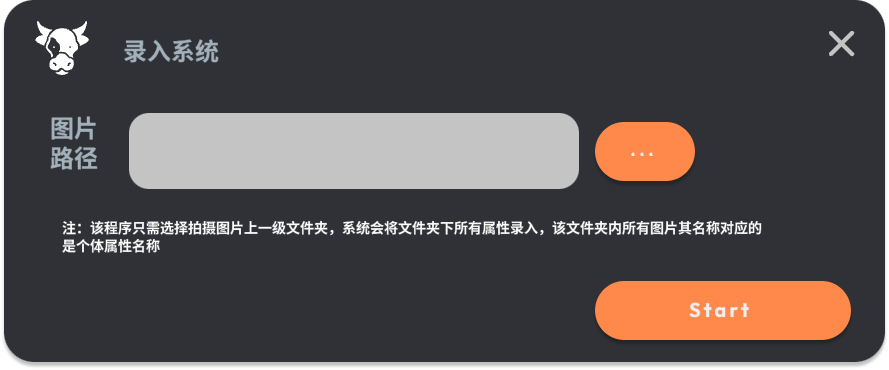 录入系统
图片
路径
...
注：该程序只需选择拍摄图片上一级文件夹，系统会将文件夹下所有属性录入，该文件夹内所有图片其名称对应的
是个体属性名称
Start